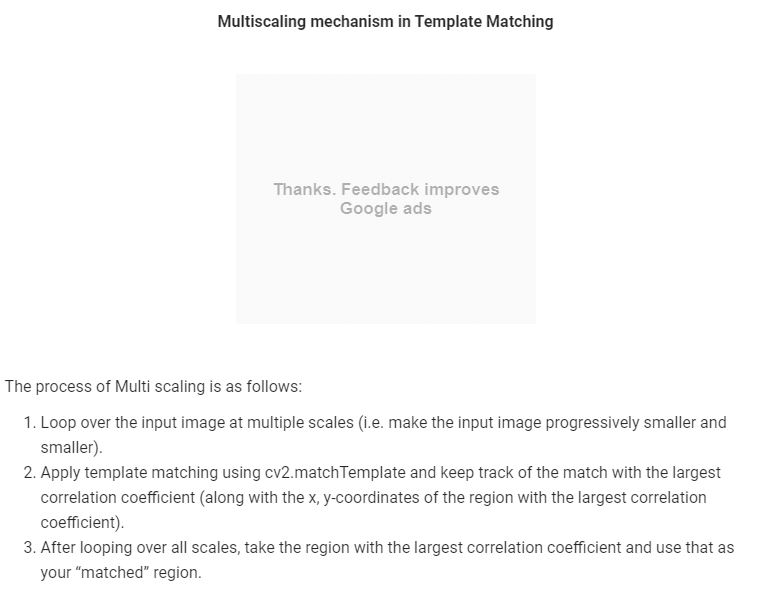 Multiscaling mechanism in Template Matching
Thanks. Feedback improves
Google ads
The process of Multi scaling is as follows:
1. Loop over the input image at multiple scales (i.e. make the input image progressively smaller and
smaller).
2. Apply template matching using cv2.matchTemplate and keep track of the match with the largest
correlation coefficient (along with the x, y-coordinates of the region with the largest correlation
coefficient).
3. After looping over all scales, take the region with the largest correlation coefficient and use that as
your “matched” region.